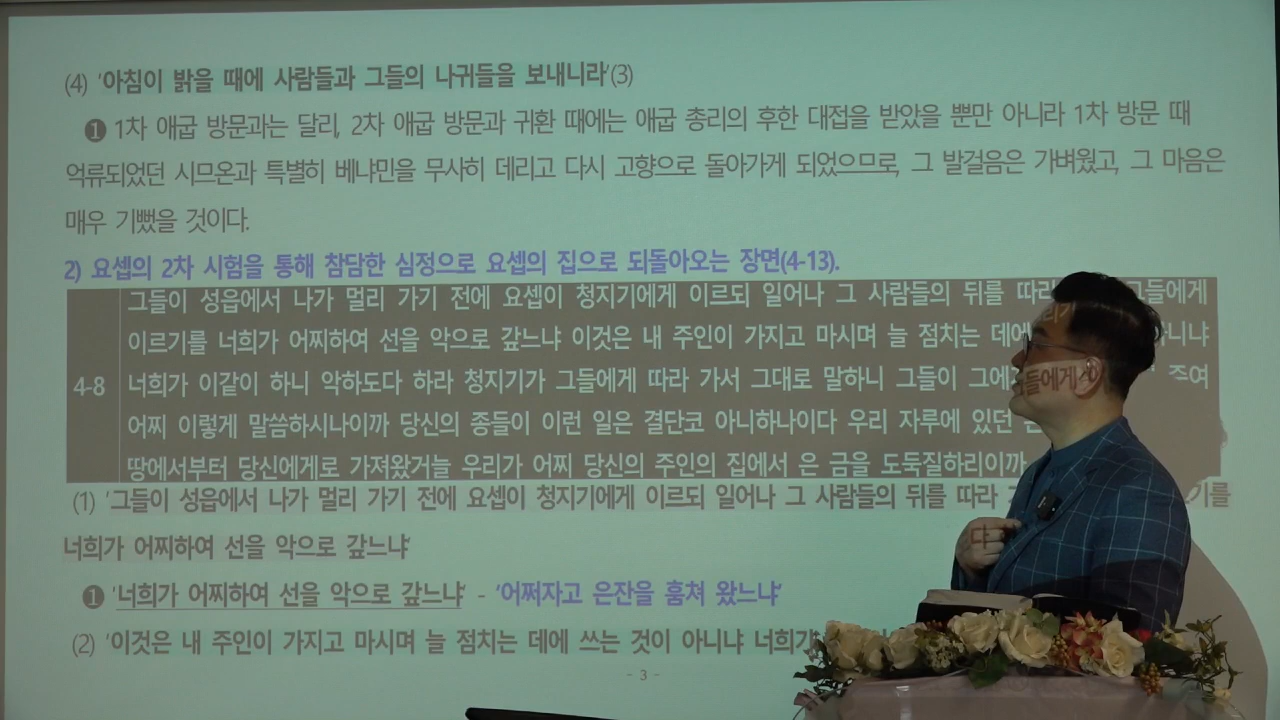 (4) '아침이 밝을 때에 사람들과 그들의 나귀들을 보내니라'(3)
❶ 1차 애굽 방문과는 달리, 2차 애굽 방문과 귀환 때에는 애굽 총리의 후한 대접을 받았을 뿐만 아니라 1차 방문 때
억류되었던 시므온과 특별히 베냐민을 무사히 데리고 다시 고향으로 돌아가게 되었으므로, 그 발걸음은 가벼웠고, 그 마음은
매우 기뻤을 것이다.
2) 요셉의 2차 시험을 통해 참담한 심정으로 요셉의 집으로 되돌아오는 장면(4-13).
그들이 성읍에서 나가 멀리 가기 전에 요셉이 청지기에게 이르되 일어나 그 사람들의 뒤를 따라 그들에게
이르기를 너희가 어찌하여 선을 악으로 갚느냐 이것은 내 주인이 가지고 마시며 늘 점치는 데에 아니냐
4-8 너희가 이같이 하니 악하도다 하라 청지기가 그들에게 따라 가서 그대로 말하니 그들이 그에게 주여
어찌 이렇게 말씀하시나이까 당신의 종들이 이런 일은 결단코 아니하나이다 우리 자루에 있던
땅에서부터 당신에게로 가져왔거늘 우리가 어찌 당신의 주인의 집에서 은 금을 도둑질하리이까
(1) '그들이 성읍에서 나가 멀리 가기 전에 요셉이 청지기에게 이르되 일어나 그 사람들의 뒤를 따라 기를
너희가 어찌하여 선을 악으로 갚느냐'
❶ '너희가 어찌하여 선을 악으로 갚느냐' - '어쩌자고 은잔을 훔쳐 왔느냐'
(2) '이것은 내 주인이 가지고 마시며 늘 점치는 데에 쓰는 것이 아니냐 너희가
- 3 -